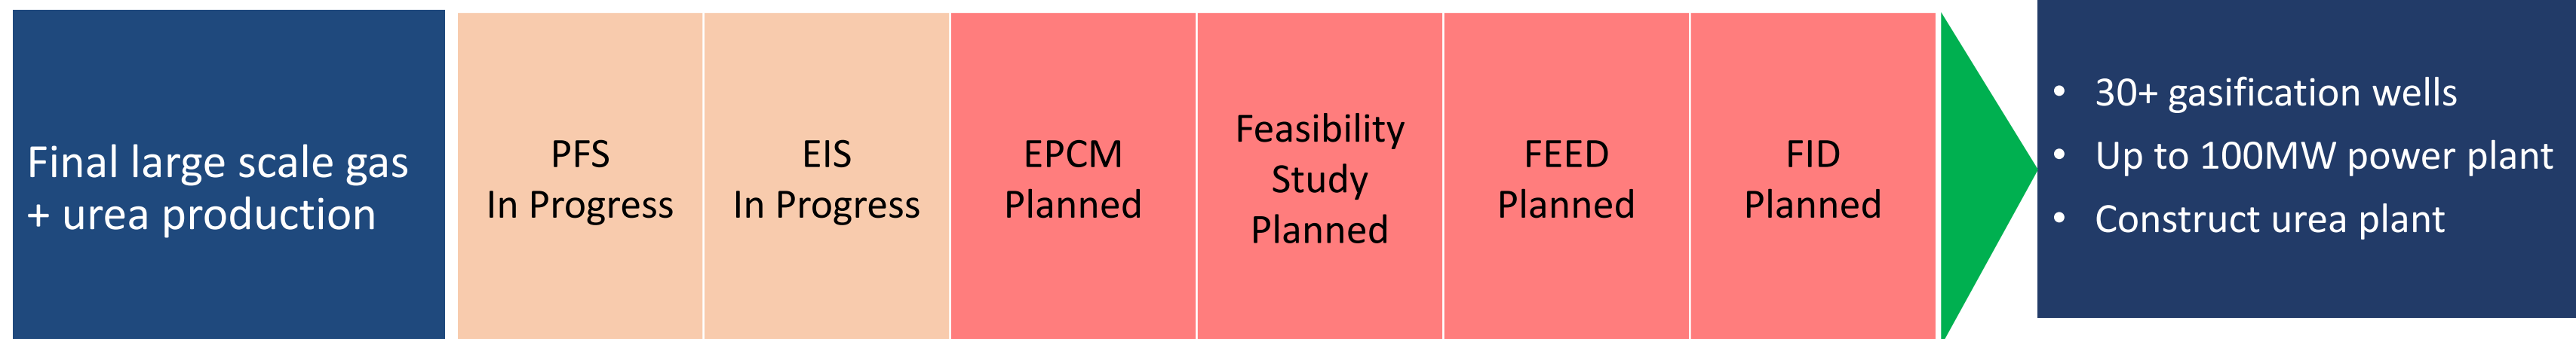 Final large scale gas
+ urea production
PFS
In Progress
EIS
In Progress
EPCM
Planned
Feasibility
Study
Planned
FEED
Planned
FID
Planned
• 30+ gasification wells
• Up to 100MW power plant
• Construct urea plant